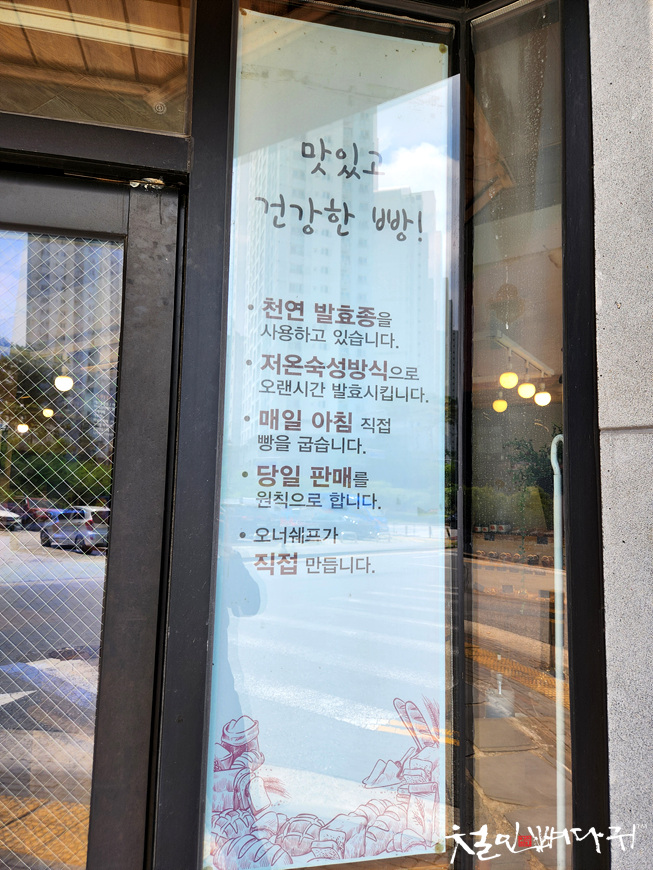 맛있고
건강한 빵!
• 천연 발효종을
사용하고 있습니다.
• 저온숙성방식으로
오랜시간 발효시킵니다.
• 매일 아침 직접
빵을 굽습니다.
• 당일 판매를
원칙으로 합니다.
• 오너쉐프가
직접 만듭니다.